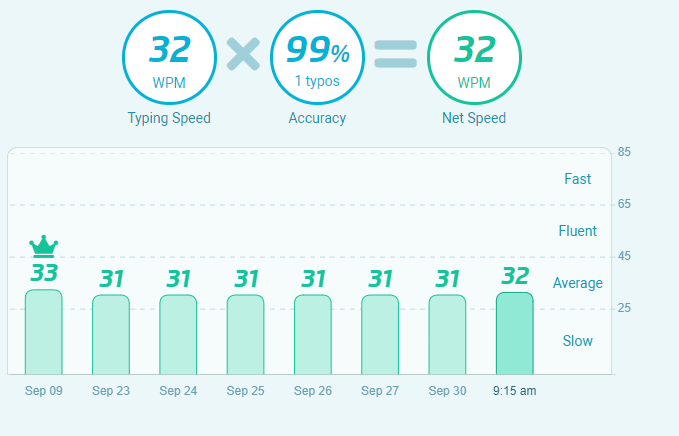 32 99% 32
WPM 1 typos WPM
Typing Speed Accuracy Net Speed
85
Fast
65
Fluent
45
33 31 31 31 31 31 31 32
Average
25
Slow
Sep 09 Sep 23 Sep 24 Sep 25 Sep 26 Sep 27 Sep 30 9:15 am